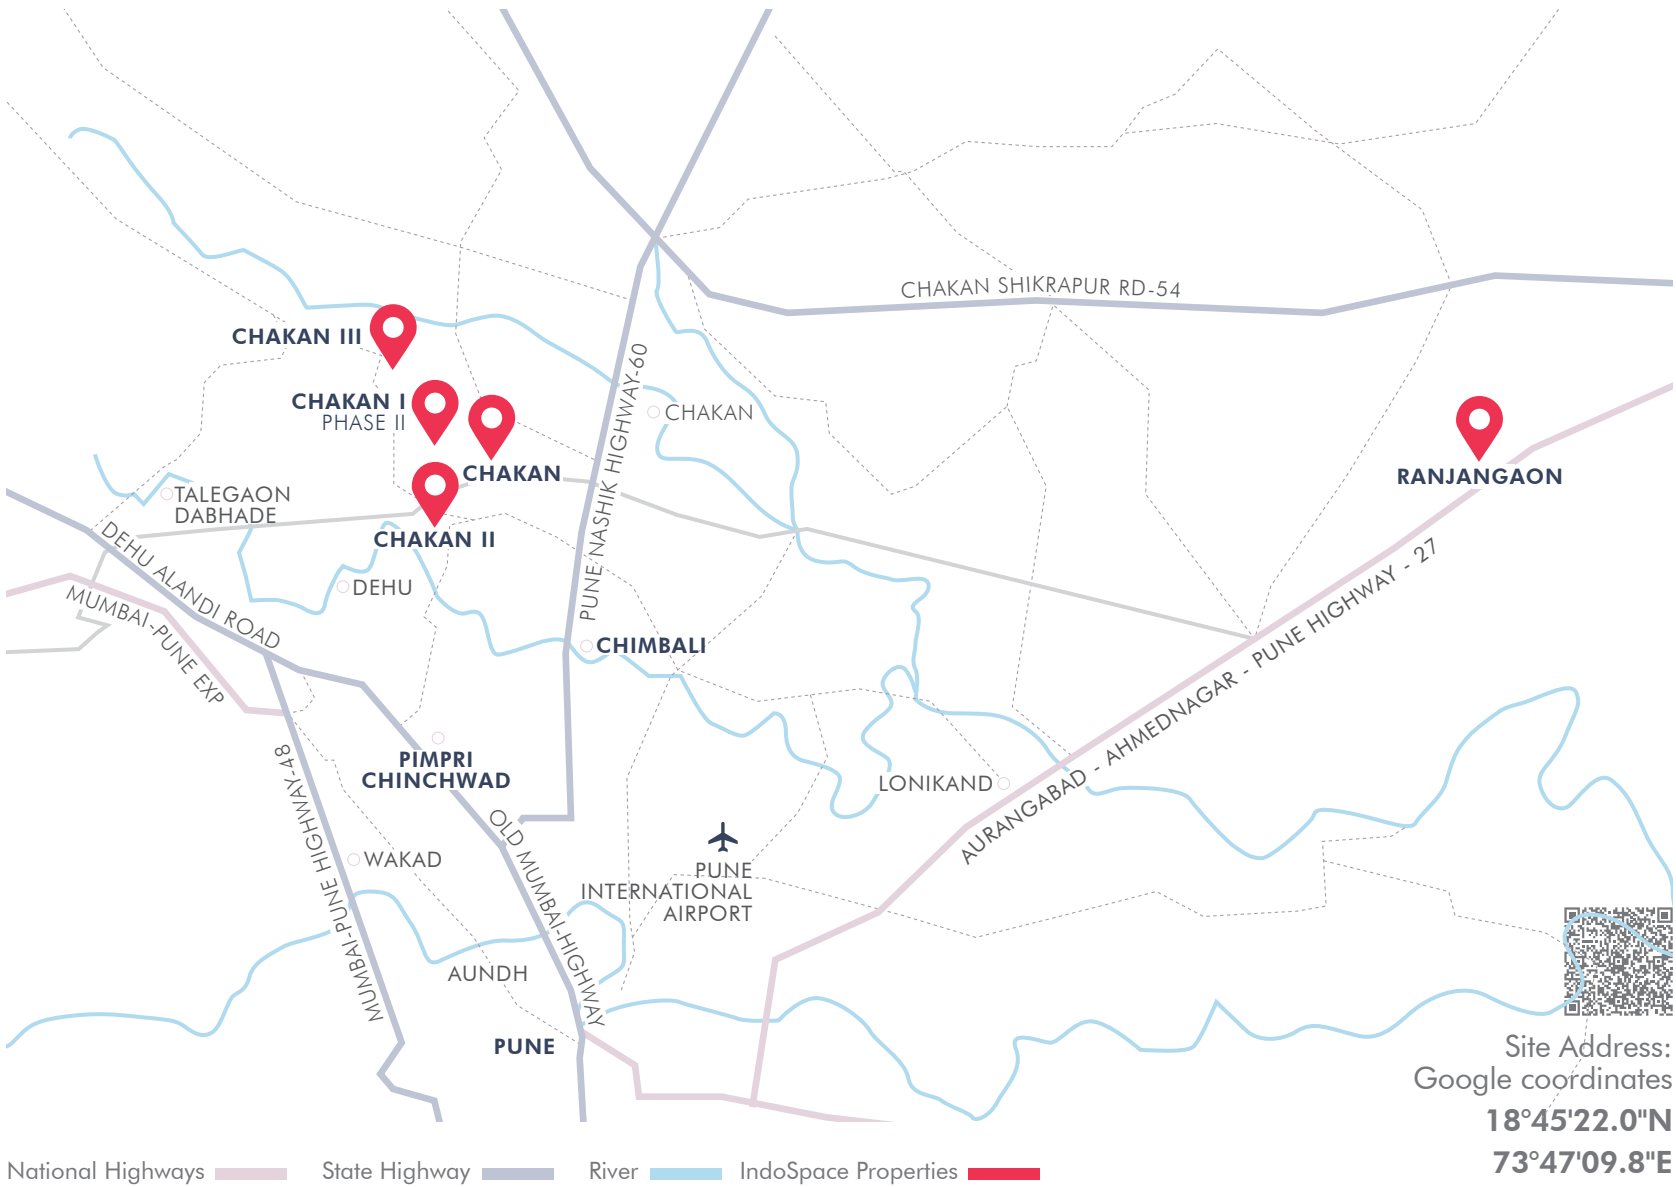 CHAKAN SHIKRAPUR RD-54
CHAKAN III
CHAKAN I
PHASE II
CHAKAN
CHAKAN II
PUNE NASHIK HIGHWAY-60
CHAKAN
RANJANGAON
TALEGAON
DABHADE
DEHU ALANDI ROAD
DEHU
MUMBAI-PUNE EXP
CHIMBALI
AURANGABAD - AHMEDNAGAR - PUNE HIGHWAY - 27
PIMPRI
CHINCHWAD
LONIKAND
MUMBAI-PUNE HIGHWAY-48
OLD MUMBAI-HIGHWAY
WAKAD
PUNE
INTERNATIONAL
AIRPORT
AUNDH
PUNE
Site Address:
Google coordinates
18°45'22.0"N
73°47'09.8"E
National Highways
State Highway
River
IndoSpace Properties